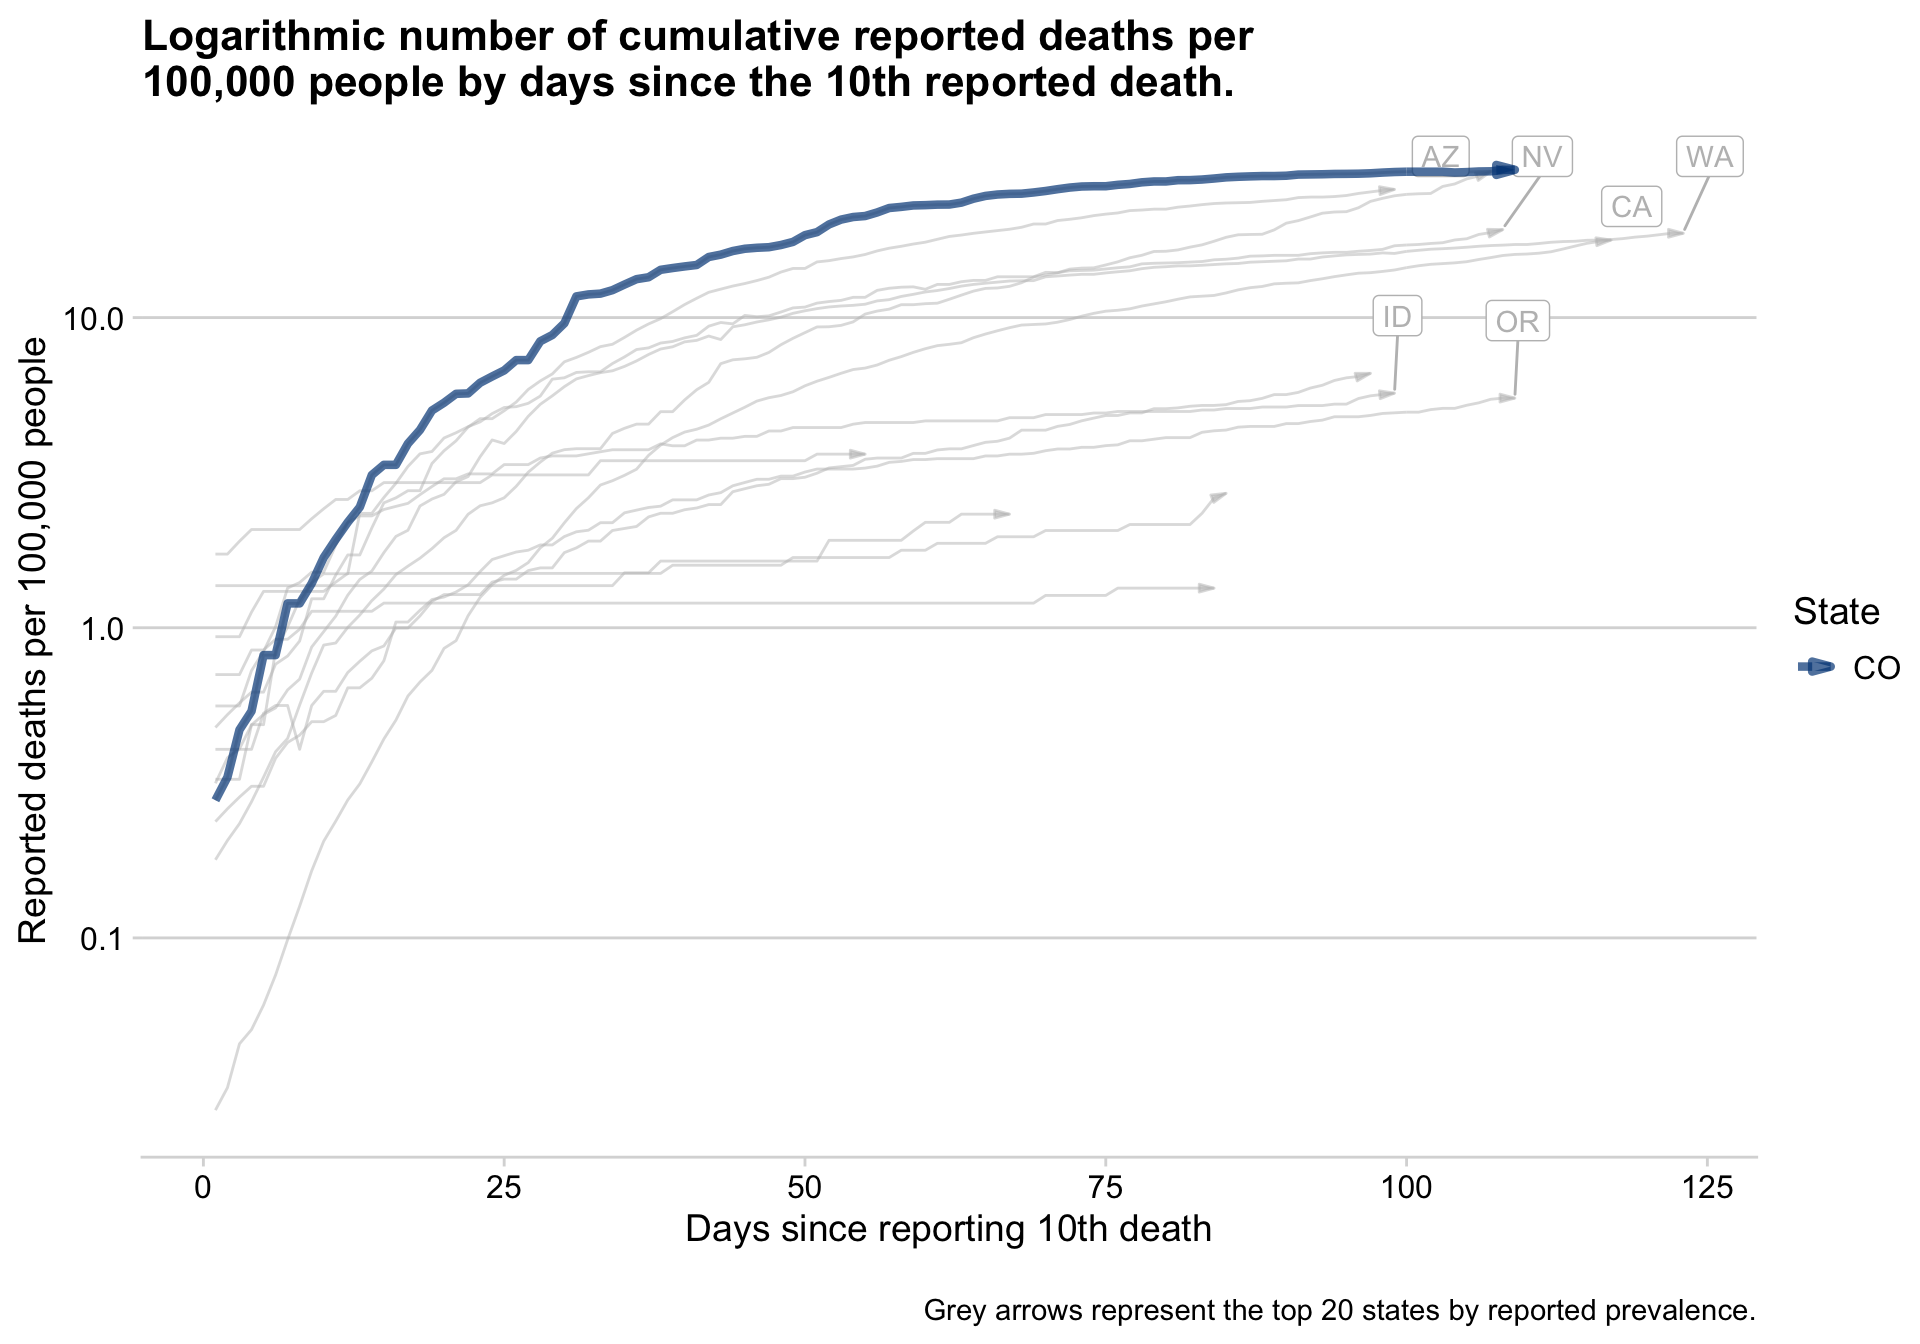 Logarithmic number of cumulative reported deaths per
100,000 people by days since the 10th reported death.
AZ
NV
WA
CA
ID
OR
10.0
1.0
0.1
Reported deaths per 100,000 people
State
CO
0
25
50
75
100
125
Days since reporting 10th death
Grey arrows represent the top 20 states by reported prevalence.